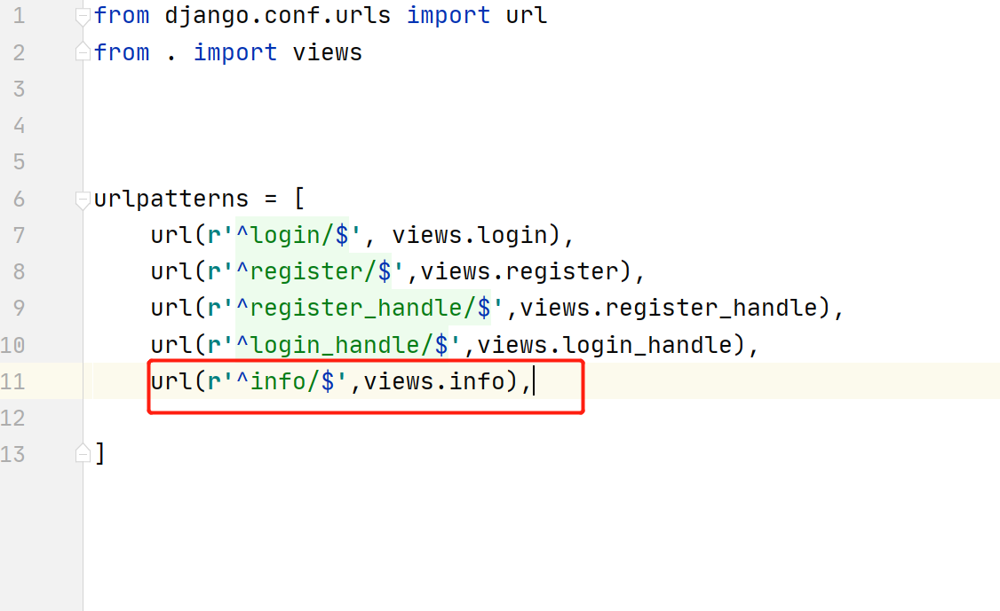 1 from django.conf.urls import url
2 from . import views
3
4
5
6 urlpatterns = [
7 url(r'^login/$', views.login),
8 url(r'^register/$',views.register),
9 url(r'^register_handle/$',views.register_handle),
10 url(r'^login_handle/$',views.login_handle),
11 url(r'^info/$',views.info),
12
13 ]